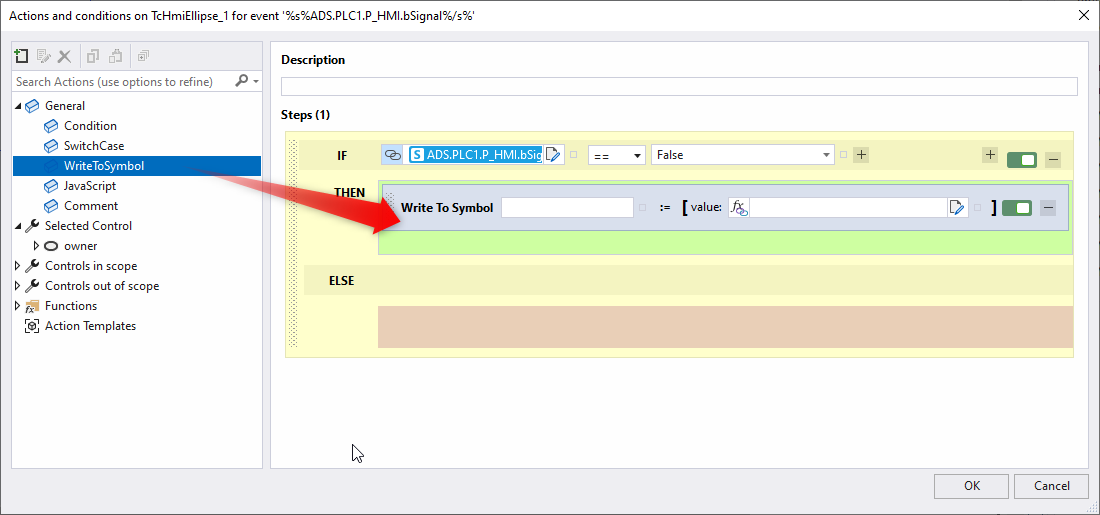 Actions and conditions on TcHmiEllipse_1 for event '%s%ADS.PLC1.P_HMI.bSignal%/s%'
Search Actions (use options to refine)
General
Condition
SwitchCase
WriteToSymbol
JavaScript
Comment
Selected Control
owner
Controls in scope
Controls out of scope
Functions
Action Templates
Description
Steps (1)
IF S ADS.PLC1.P_HMI.bSig == False
THEN
Write To Symbol := [ value: fx ]
ELSE
OK Cancel